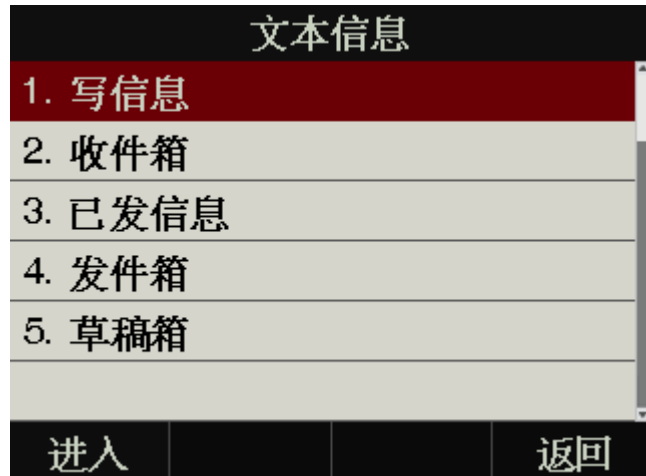 文本信息
1. 写信息
2. 收件箱
3. 已发信息
4. 发件箱
5. 草稿箱
进入 返回